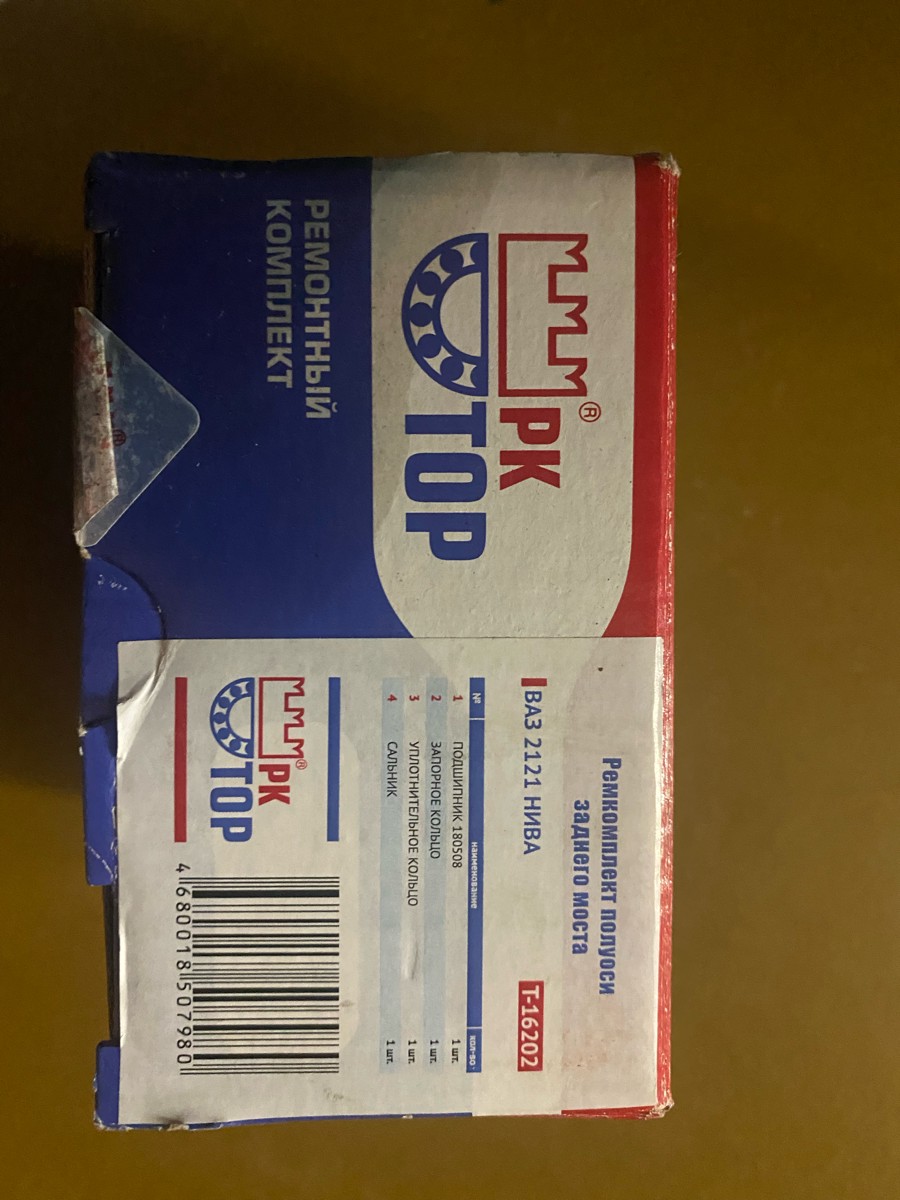 РК®
ТОР
РЕМОНТНЫЙ
КОМПЛЕКТ
Ремкомплект полуоси
заднего моста
ВАЗ 2121 НИВА T-16202
№ наименование кол-во
1 ПОДШИПНИК 180508 1 шт.
2 ЗАПОРНОЕ КОЛЬЦО 1 шт.
3 УПЛОТНИТЕЛЬНОЕ КОЛЬЦО 1 шт.
4 САЛЬНИК 1 шт.
РК®
ТОР
4 680018 507980